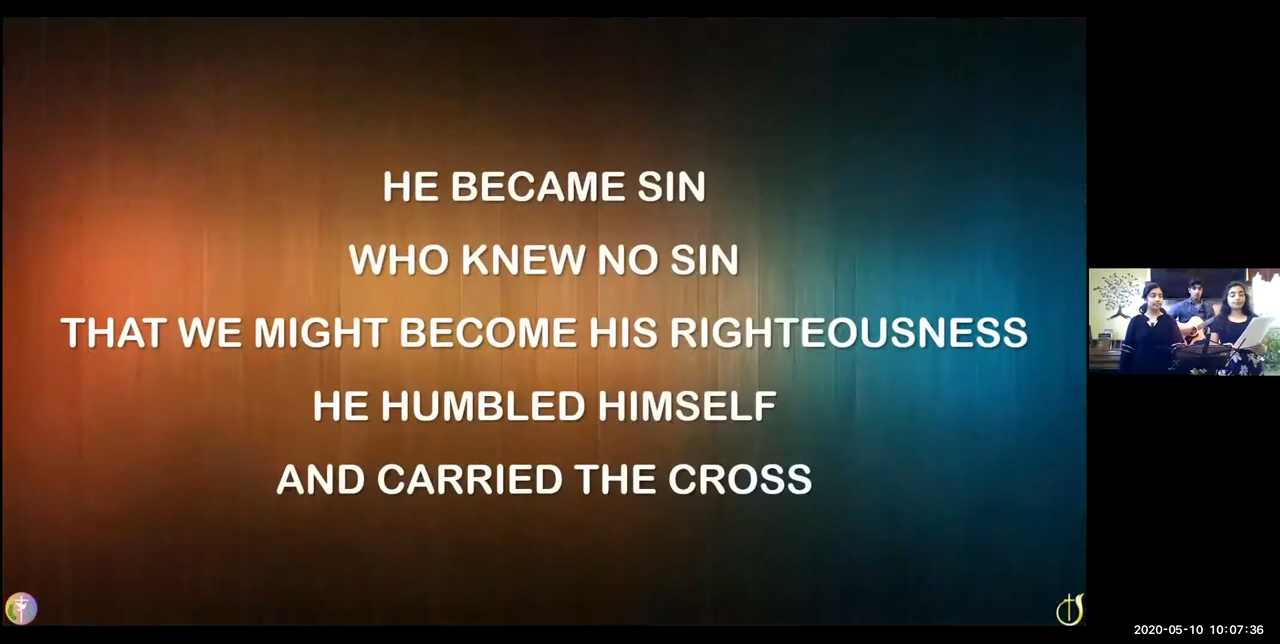 HE BECAME SIN
WHO KNEW NO SIN
THAT WE MIGHT BECOME HIS RIGHTEOUSNESS
HE HUMBLED HIMSELF
AND CARRIED THE CROSS
2020-05-10 10:07:36